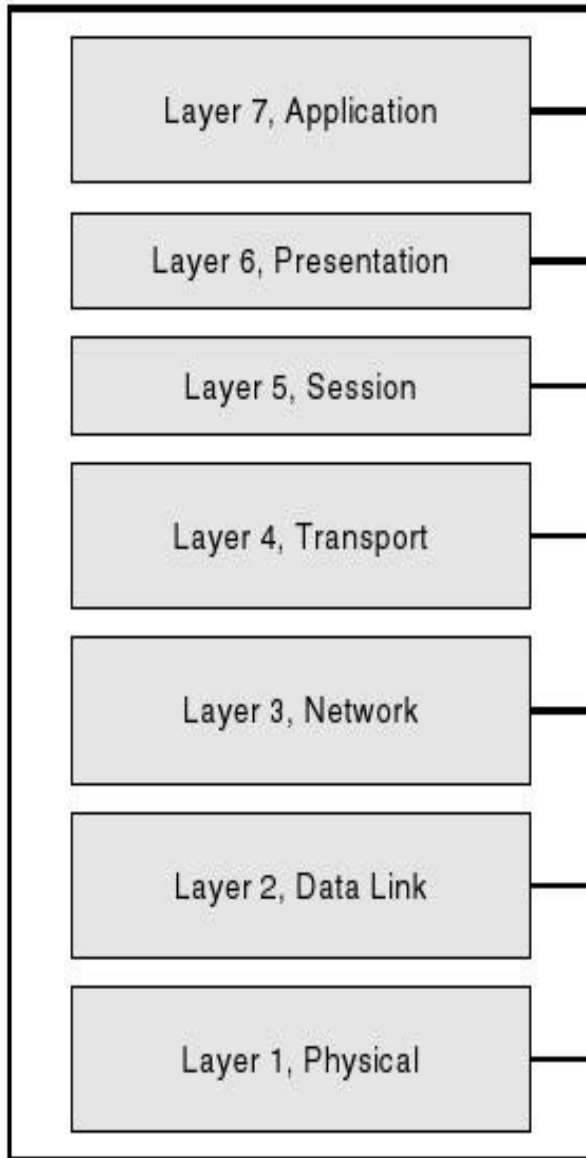 Layer 7, Application
Layer 6, Presentation
Layer 5, Session
Layer 4, Transport
Layer 3, Network
Layer 2, Data Link
Layer 1, Physical